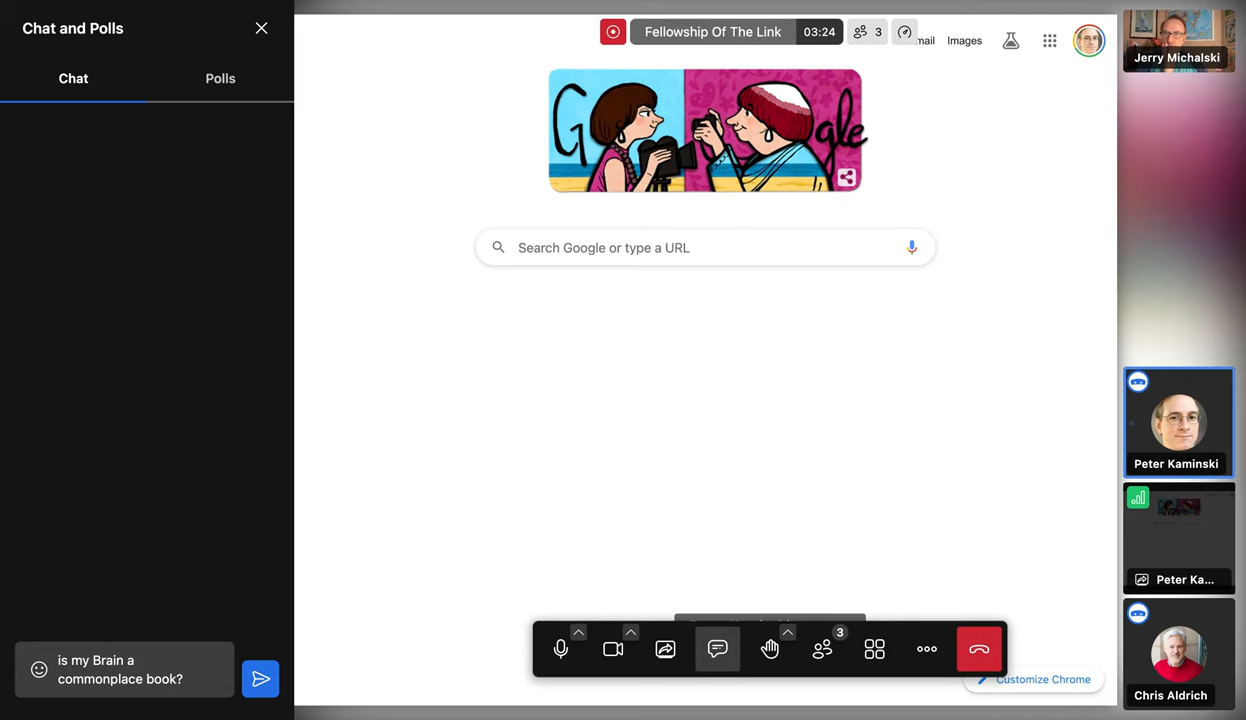 Chat and Polls
Chat
Polls
is my Brain a
commonplace book?
Fellowship Of The Link
03:24
3
mail
Images
G
gle
Search Google or type a URL
3
Customize Chrome
Jerry Michalski
Peter Kaminski
Peter Ka...
Chris Aldrich